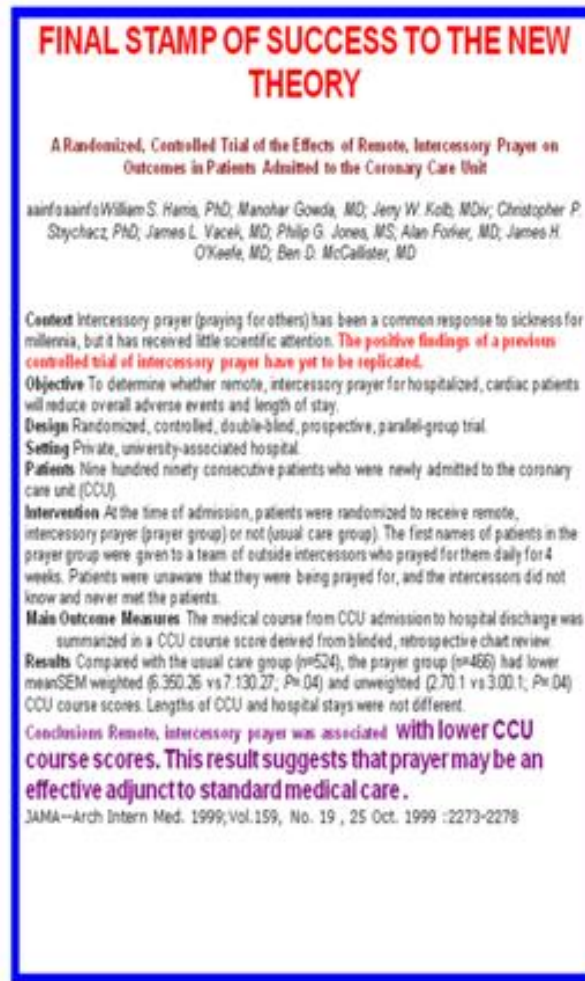 FINAL STAMP OF SUCCESS TO THE NEW
THEORY
A Randomized, Controlled Trial of the Effects of Remote, Intercessory Prayer on
Outcomes in Patients Admitted to the Coronary Care Unit
aainfo aainfo William S. Harris, PhD; Manohar Gowda, MD; Jerry W. Kolb, MDiv; Christopher P.
Strychacz, PhD; James L. Vacek, MD; Philip G. Jones, MS; Alan Forker, MD; James H.
O'Keefe, MD; Ben D. McCallister, MD
Context Intercessory prayer (praying for others) has been a common response to sickness for
millennia, but it has received little scientific attention. The positive findings of a previous
controlled trial of intercessory prayer have yet to be replicated.
Objective To determine whether remote, intercessory prayer for hospitalized, cardiac patients
will reduce overall adverse events and length of stay.
Design Randomized, controlled, double-blind, prospective, parallel-group trial.
Setting Private, university-associated hospital.
Patients Nine hundred ninety consecutive patients who were newly admitted to the coronary
care unit (CCU).
Intervention At the time of admission, patients were randomized to receive remote,
intercessory prayer (prayer group) or not (usual care group). The first names of patients in the
prayer group were given to a team of outside intercessors who prayed for them daily for 4
weeks. Patients were unaware that they were being prayed for, and the intercessors did not
know and never met the patients.
Main Outcome Measures The medical course from CCU admission to hospital discharge was
summarized in a CCU course score derived from blinded, retrospective chart review.
Results Compared with the usual care group (n=524), the prayer group (n=466) had lower
meanSEM weighted (6.350.26 vs 7.130.27; P=.04) and unweighted (2.70.1 vs 3.00.1; P=.04)
CCU course scores. Lengths of CCU and hospital stays were not different.
Conclusions Remote, intercessory prayer was associated with lower CCU
course scores. This result suggests that prayer may be an
effective adjunct to standard medical care.
JAMA--Arch Intern Med. 1999; Vol.159, No. 19 , 25 Oct. 1999 :2273-2278